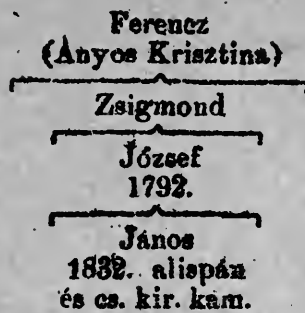 Ferencz
(Ányos Krisztina)
Zsigmond
József
1792.
János
1832. alispán
és cs. kir. kam.